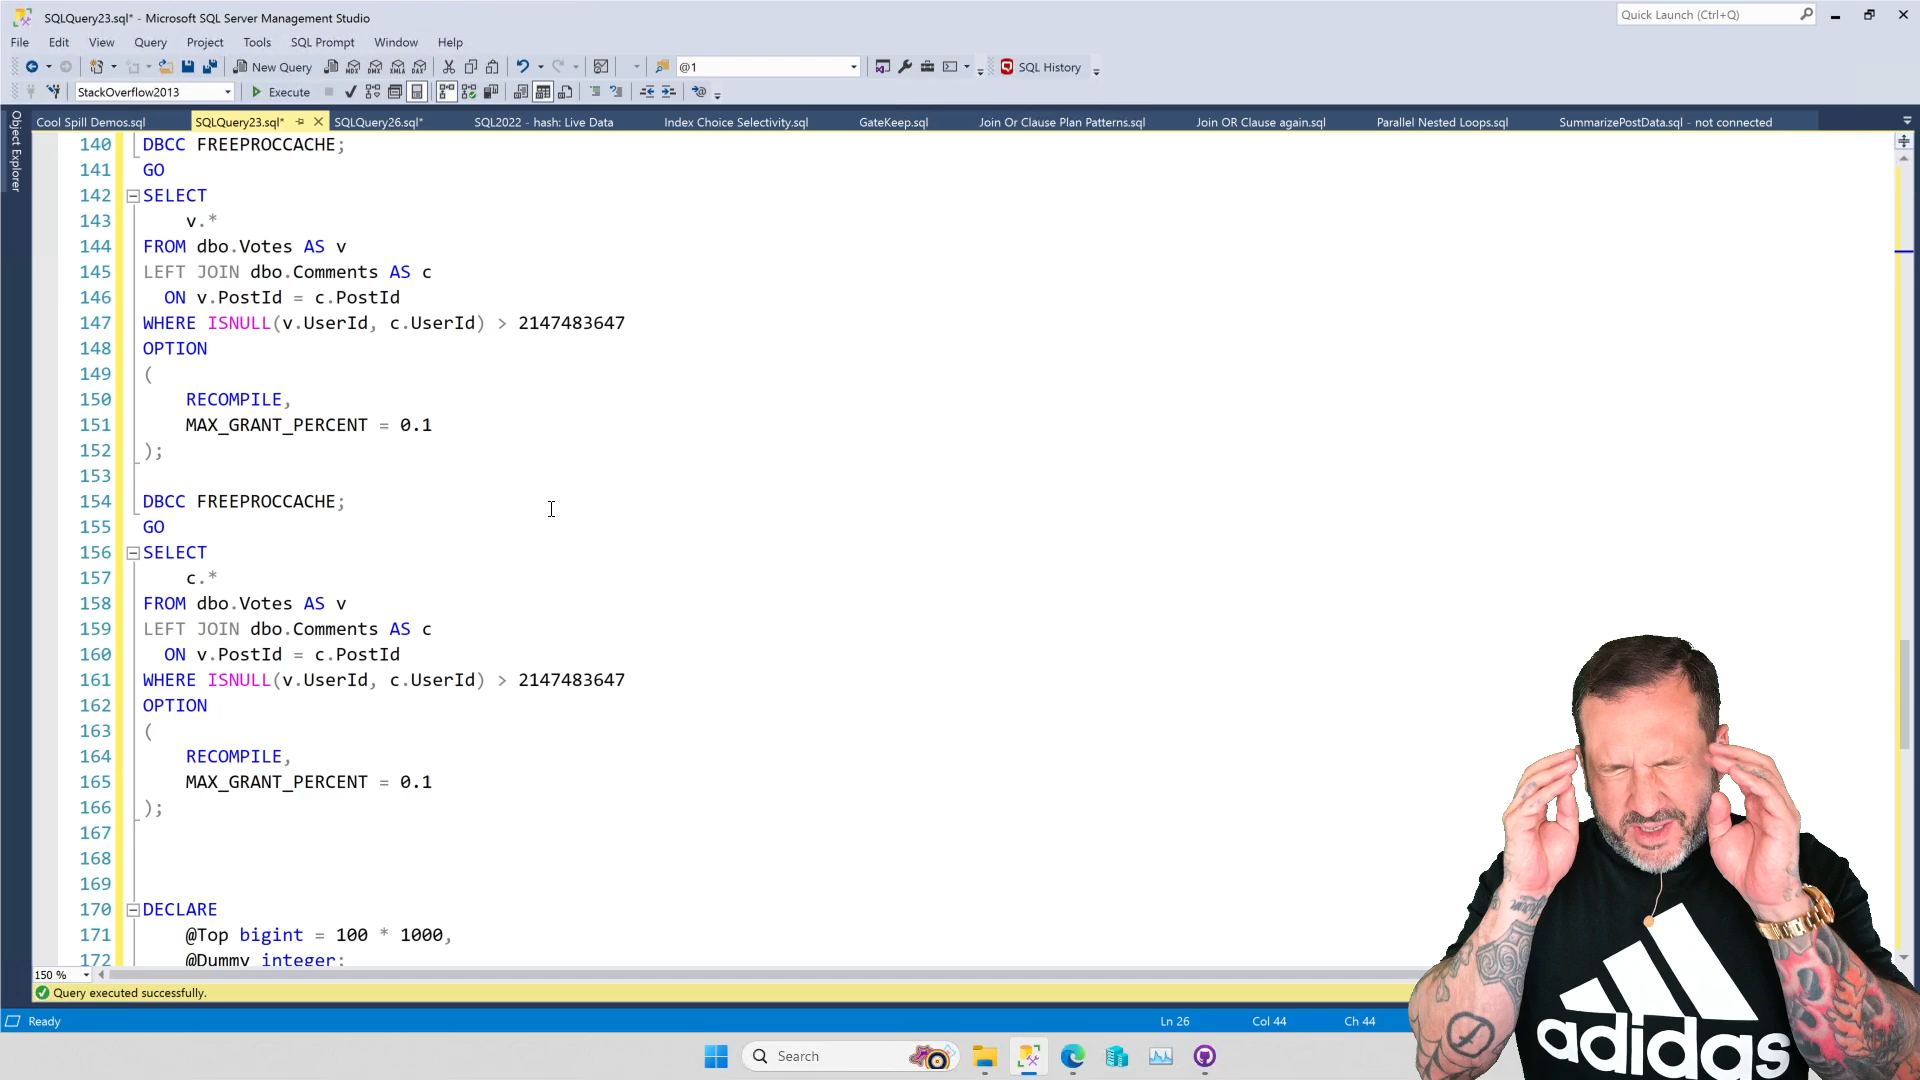 SQLQuery23.sql* - Microsoft SQL Server Management Studio
Quick Launch (Ctrl+Q)
File Edit View Query Project Tools SQL Prompt Window Help
New Query
@1
SQL History
StackOverflow2013
Execute
Cool Spill Demos.sql
SQLQuery23.sql*
SQLQuery26.sql*
SQL2022 - hash: Live Data
Index Choice Selectivity.sql
GateKeep.sql
Join Or Clause Plan Patterns.sql
Join OR Clause again.sql
Parallel Nested Loops.sql
SummarizePostData.sql - not connected
Object Explorer
140 DBCC FREEPROCCACHE;
141 GO
142 SELECT
143 v.*
144 FROM dbo.Votes AS v
145 LEFT JOIN dbo.Comments AS c
146 ON v.PostId = c.PostId
147 WHERE ISNULL(v.UserId, c.UserId) > 2147483647
148 OPTION
149 (
150 RECOMPILE,
151 MAX_GRANT_PERCENT = 0.1
152 );
153
154 DBCC FREEPROCCACHE;
155 GO
156 SELECT
157 c.*
158 FROM dbo.Votes AS v
159 LEFT JOIN dbo.Comments AS c
160 ON v.PostId = c.PostId
161 WHERE ISNULL(v.UserId, c.UserId) > 2147483647
162 OPTION
163 (
164 RECOMPILE,
165 MAX_GRANT_PERCENT = 0.1
166 );
167
168
169
170 DECLARE
171 @Top bigint = 100 * 1000,
172 @Dummy integer;
150 %
Query executed successfully.
Ready
Ln 26 Col 44 Ch 44
Search
adidas